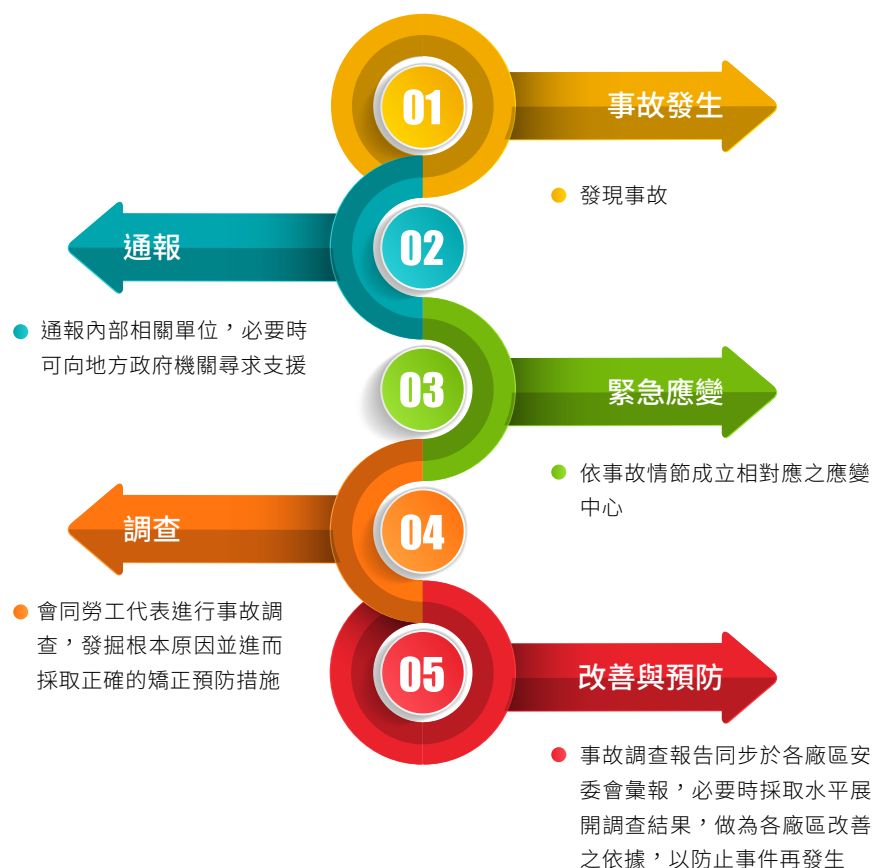 01
事故發生
發現事故
通報
02
通報內部相關單位，必要時
可向地方政府機關尋求支援
03
緊急應變
依事故情節成立相對應之應變
中心
調查
04
會同勞工代表進行事故調
查，發掘根本原因並進而
採取正確的矯正預防措施
05
改善與預防
事故調查報告同步於各廠區安
委會彙報，必要時採取水平展
開調查結果，做為各廠區改善
之依據，以防止事件再發生